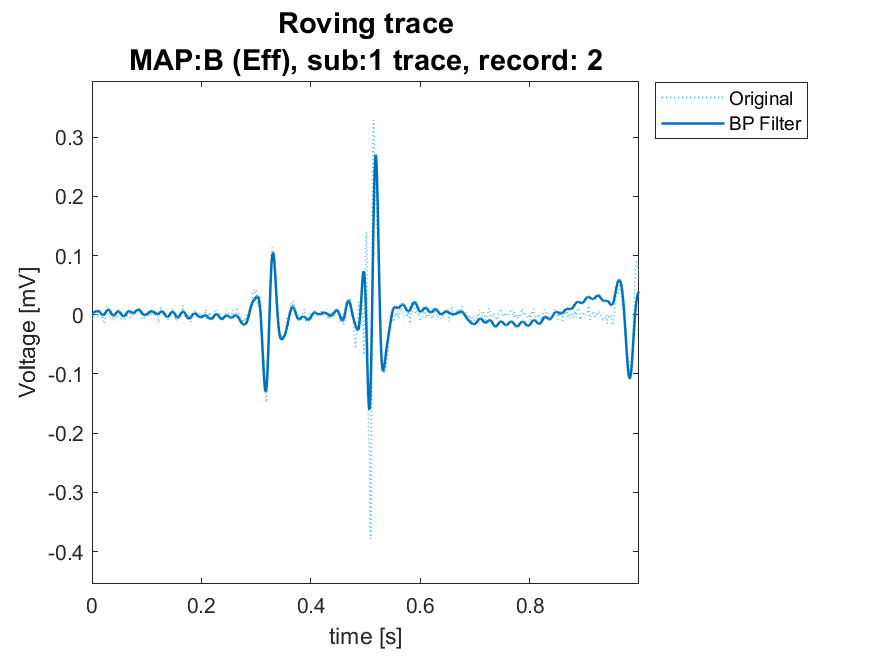 Roving trace
MAP:B (Eff), sub:1 trace, record: 2
Original
BP Filter
0.3
0.2
0.1
0
-0.1
-0.2
-0.3
-0.4
Voltage [mV]
0 0.2 0.4 0.6 0.8
time [s]